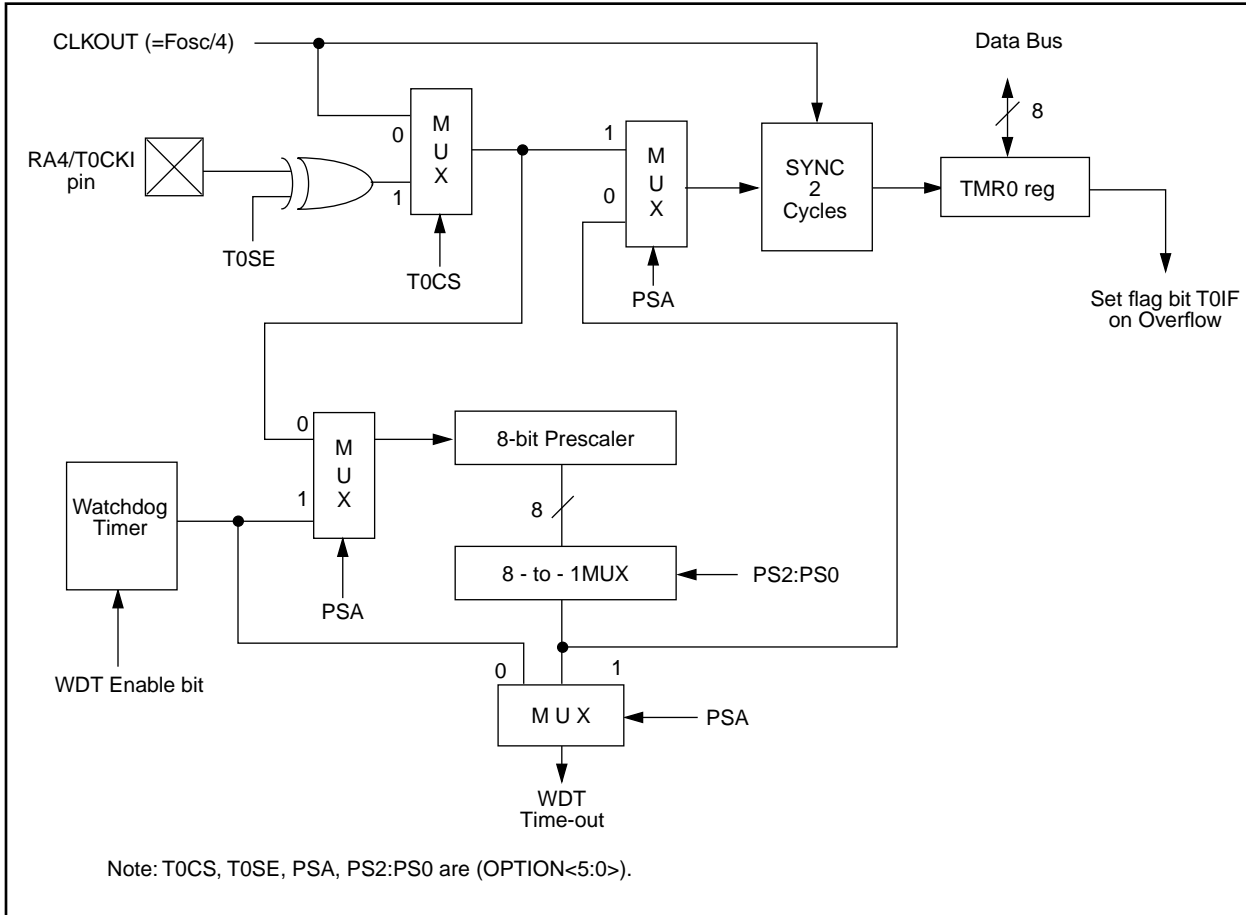 CLKOUT (=Fosc/4)
Data Bus
8
M
U
X
0
1
RA4/T0CKI
pin
T0SE
T0CS
M
U
X
1
0
PSA
SYNC
2
Cycles
TMR0 reg
Set flag bit T0IF
on Overflow
0
1
M
U
X
PSA
8-bit Prescaler
8
Watchdog
Timer
8 - to - 1MUX
PS2:PS0
WDT Enable bit
0
1
M U X
PSA
WDT
Time-out
Note: T0CS, T0SE, PSA, PS2:PS0 are (OPTION<5:0>).